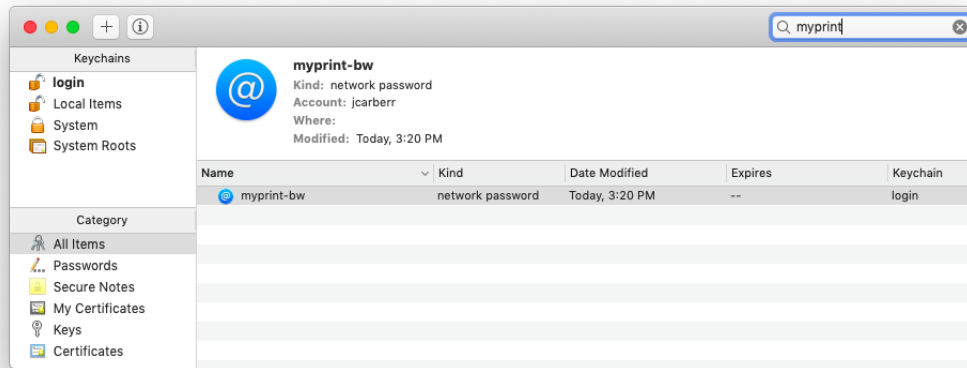 myprint
Keychains
login
Local Items
System
System Roots
myprint-bw
Kind: network password
Account: jcarberr
Where:
Modified: Today, 3:20 PM
Name Kind Date Modified Expires Keychain
myprint-bw network password Today, 3:20 PM -- login
Category
All Items
Passwords
Secure Notes
My Certificates
Keys
Certificates